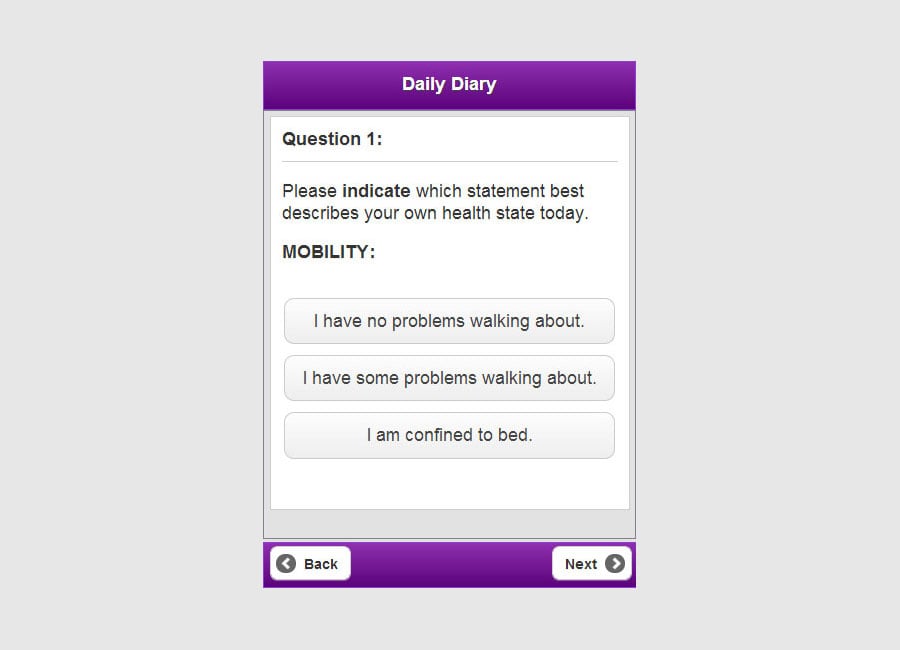 Daily Diary
Question 1:
Please indicate which statement best
describes your own health state today.
MOBILITY:
I have no problems walking about.
I have some problems walking about.
I am confined to bed.
Back
Next